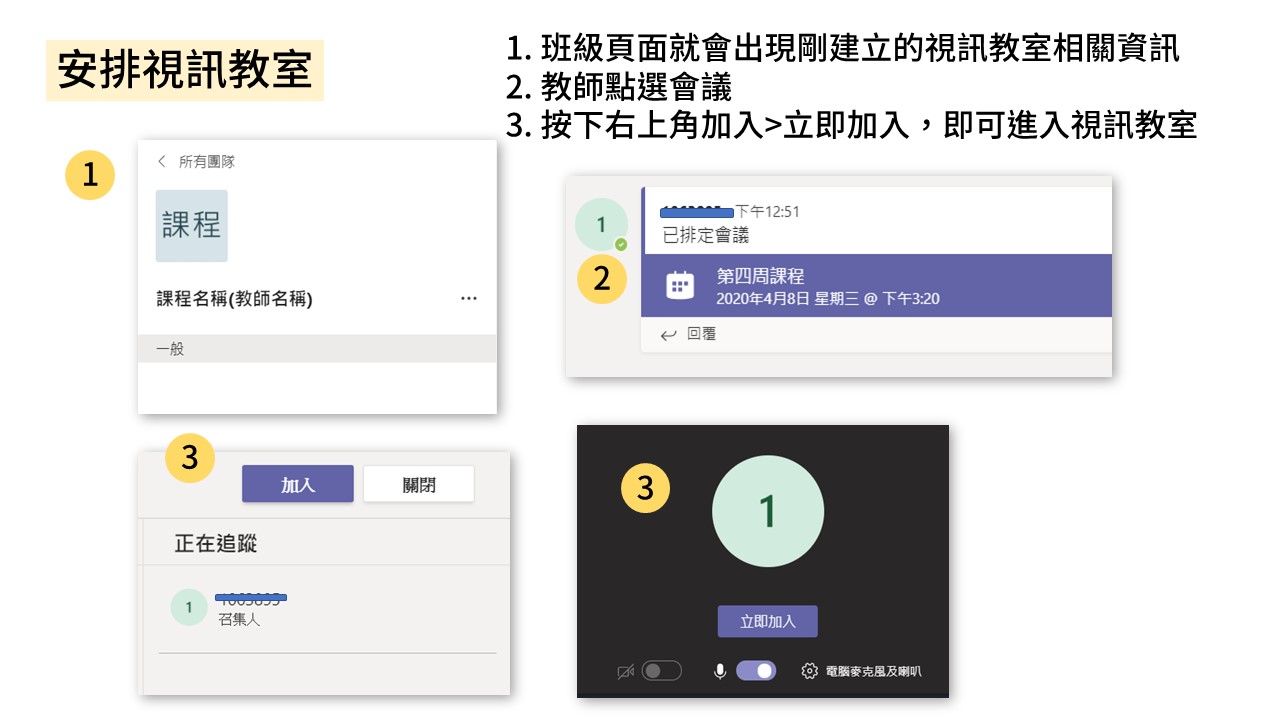 安排視訊教室
1. 班級頁面就會出現剛建立的視訊教室相關資訊
2. 教師點選會議
3. 按下右上角加入>立即加入，即可進入視訊教室
1
所有團隊
課程
課程名稱(教師名稱)
...
一般
1
下午12:51
已排定會議
2
第四周課程
2020年4月8日 星期三 @ 下午3:20
回覆
3
加入
關閉
正在追蹤
1
召集人
3
1
立即加入
電腦麥克風及喇叭